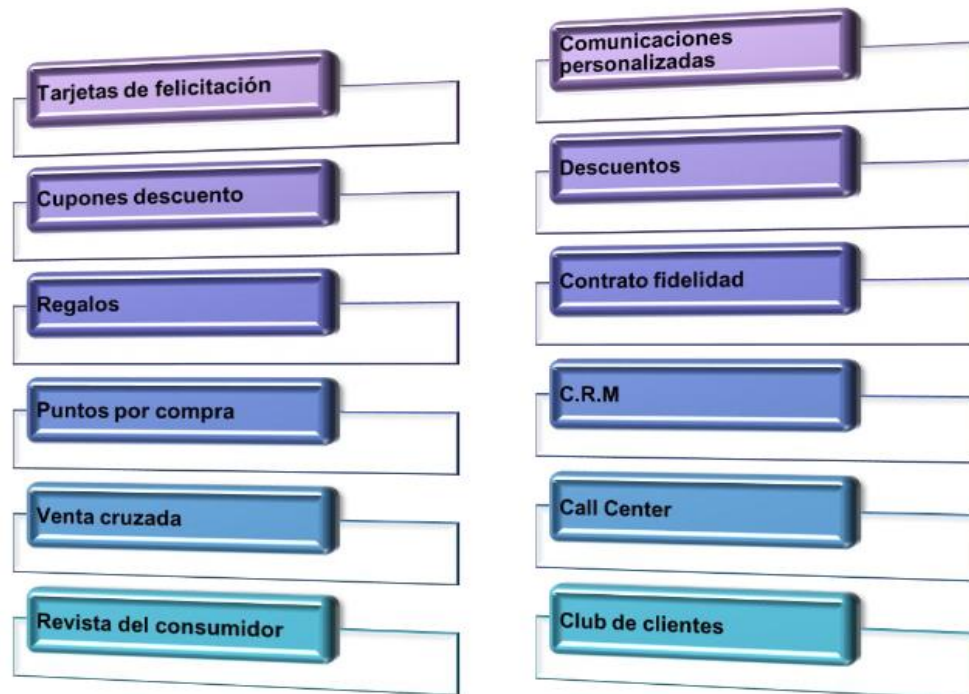 Tarjetas de felicitación
Cupones descuento
Regalos
Puntos por compra
Venta cruzada
Revista del consumidor
Comunicaciones
personalizadas
Descuentos
Contrato fidelidad
C.R.M
Call Center
Club de clientes